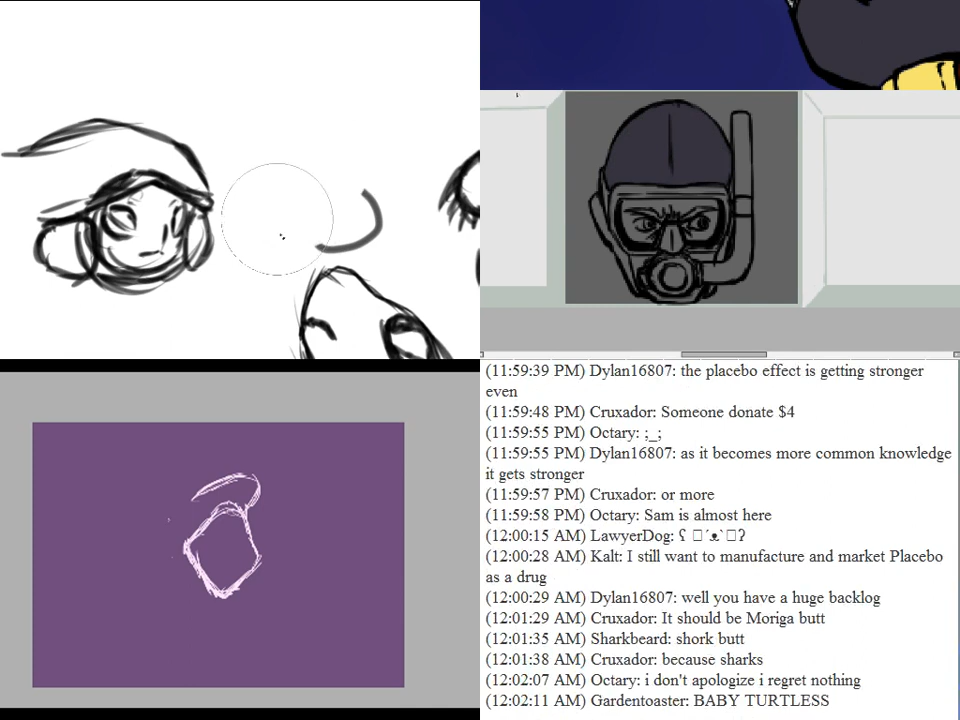 (11:59:39 PM) Dylan16807: the placebo effect is getting stronger
even
(11:59:48 PM) Cruxador: Someone donate $4
(11:59:55 PM) Octary: ;_;
(11:59:55 PM) Dylan16807: as it becomes more common knowledge
it gets stronger
(11:59:57 PM) Cruxador: or more
(11:59:58 PM) Octary: Sam is almost here
(12:00:15 AM) LawyerDog: ʕ □´ᴥ`□ʔ
(12:00:28 AM) Kalt: I still want to manufacture and market Placebo
as a drug
(12:00:29 AM) Dylan16807: well you have a huge backlog
(12:01:29 AM) Cruxador: It should be Moriga butt
(12:01:35 AM) Sharkbeard: shork butt
(12:01:38 AM) Cruxador: because sharks
(12:02:07 AM) Octary: i don't apologize i regret nothing
(12:02:11 AM) Gardentoaster: BABY TURTLESS